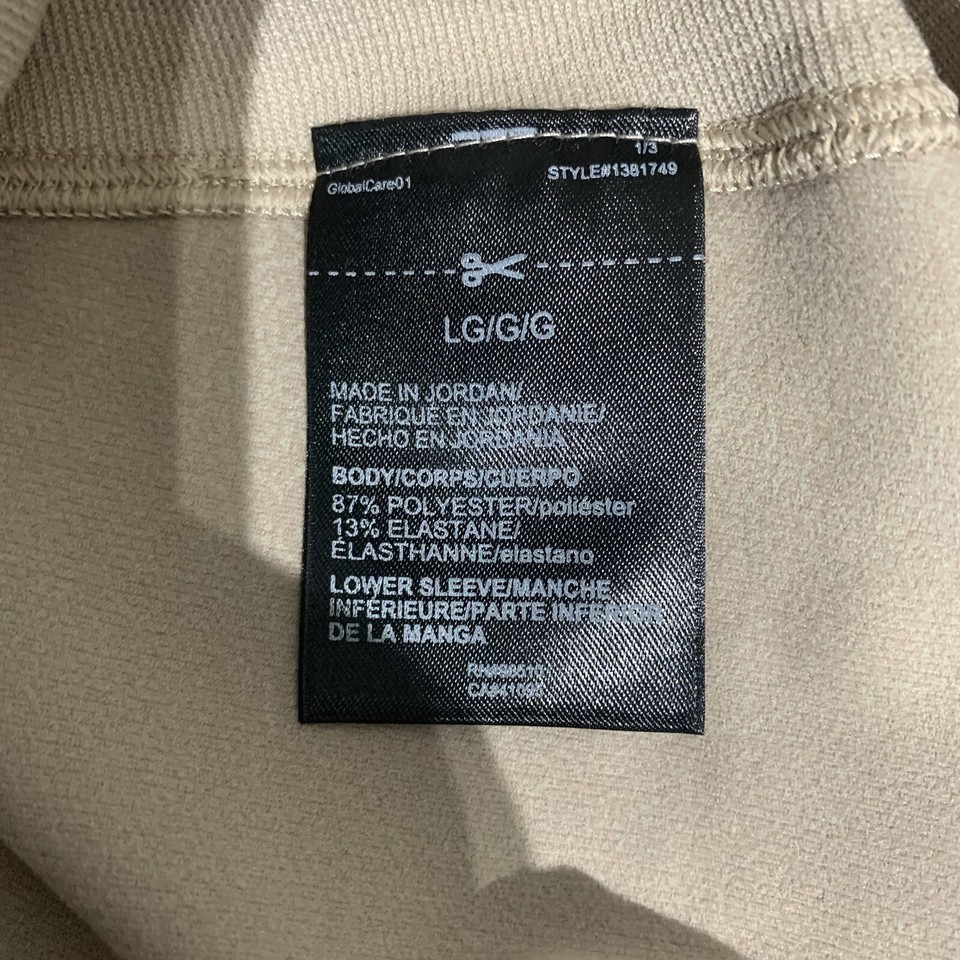 1/3
GlobalCare01
STYLE#1381749
LG/G/G
MADE IN JORDAN/
FABRIQUÉ EN JORDANIE/
HECHO EN JORDANIA
BODY/CORPS/CUERPO
87% POLYESTER/poliéster
13% ELASTANE/
ÉLASTHANNE/elastano
LOWER SLEEVE/MANCHE
INFÉRIEURE/PARTE INFERIOR
DE LA MANGA